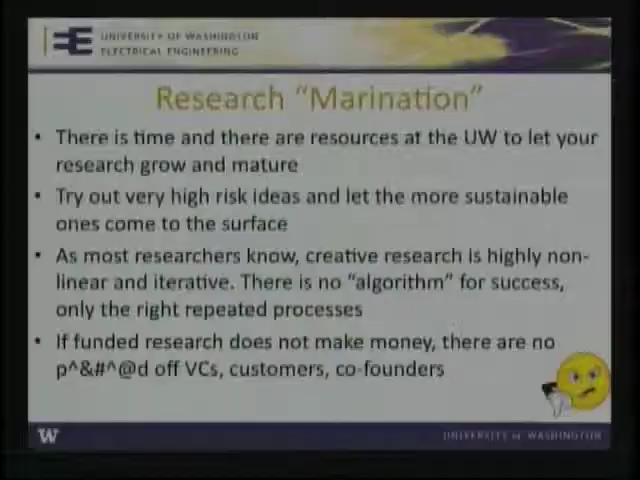 UNIVERSITY OF WASHINGTON
ELECTRICAL ENGINEERING
Research “Marination”
• There is time and there are resources at the UW to let your
research grow and mature
• Try out very high risk ideas and let the more sustainable
ones come to the surface
• As most researchers know, creative research is highly non-
linear and iterative. There is no “algorithm” for success,
only the right repeated processes
• If funded research does not make money, there are no
p^&#^@d off VCs, customers, co-founders
W
UNIVERSITY of WASHINGTON